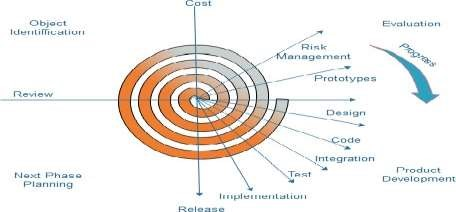 Cost
Object
Identiffication
Evaluation
Risk
Management
Progress
Prototypes
Review
Design
Code
Integration
Test
Next Phase
Planning
Product
Development
Implementation
Release